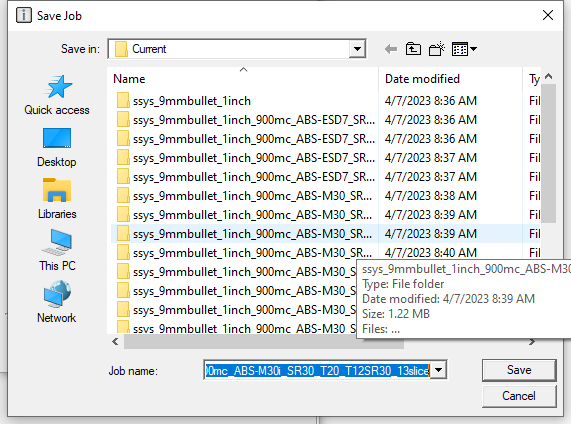 Save Job
Save in: Current
Name Date modified Ty
ssys_9mmbullet_1inch 4/7/2023 8:36 AM Fil
ssys_9mmbullet_1inch_900mc_ABS-ESD7_SR... 4/7/2023 8:36 AM Fil
ssys_9mmbullet_1inch_900mc_ABS-ESD7_SR... 4/7/2023 8:36 AM Fil
ssys_9mmbullet_1inch_900mc_ABS-ESD7_SR... 4/7/2023 8:37 AM Fil
ssys_9mmbullet_1inch_900mc_ABS-ESD7_SR... 4/7/2023 8:37 AM Fil
ssys_9mmbullet_1inch_900mc_ABS-M30_SR... 4/7/2023 8:38 AM Fil
ssys_9mmbullet_1inch_900mc_ABS-M30_SR... 4/7/2023 8:39 AM Fil
ssys_9mmbullet_1inch_900mc_ABS-M30_SR... 4/7/2023 8:39 AM Fil
ssys_9mmbullet_1inch_900mc_ABS-M30_SR... 4/7/2023 8:40 AM Fil
ssys_9mmbullet_1inch_900mc_ABS-M30_S
ssys_9mmbullet_1inch_900mc_ABS-M30_S
ssys_9mmbullet_1inch_900mc_ABS-M30_S
ssys_9mmbullet_1inch_900mc_ABS-M30_S
ssys_9mmbullet_1inch_900mc_ABS-M30
Type: File folder
Date modified: 4/7/2023 8:39 AM
Size: 1.22 MB
Files: ...
Quick access
Desktop
Libraries
This PC
Network
Job name: 00mc_ABS-M30i_SR30_T20_T12SR30_13slice
Save
Cancel